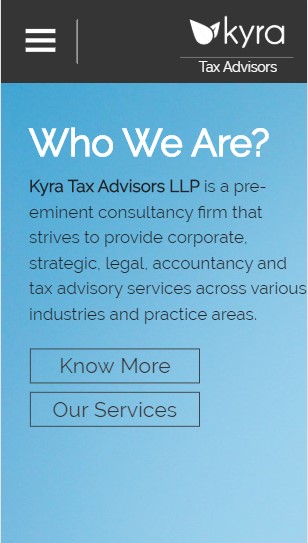 kyra
Tax Advisors
Who We Are?
Kyra Tax Advisors LLP is a pre-
eminent consultancy firm that
strives to provide corporate,
strategic, legal, accountancy and
tax advisory services across various
industries and practice areas.
Know More
Our Services